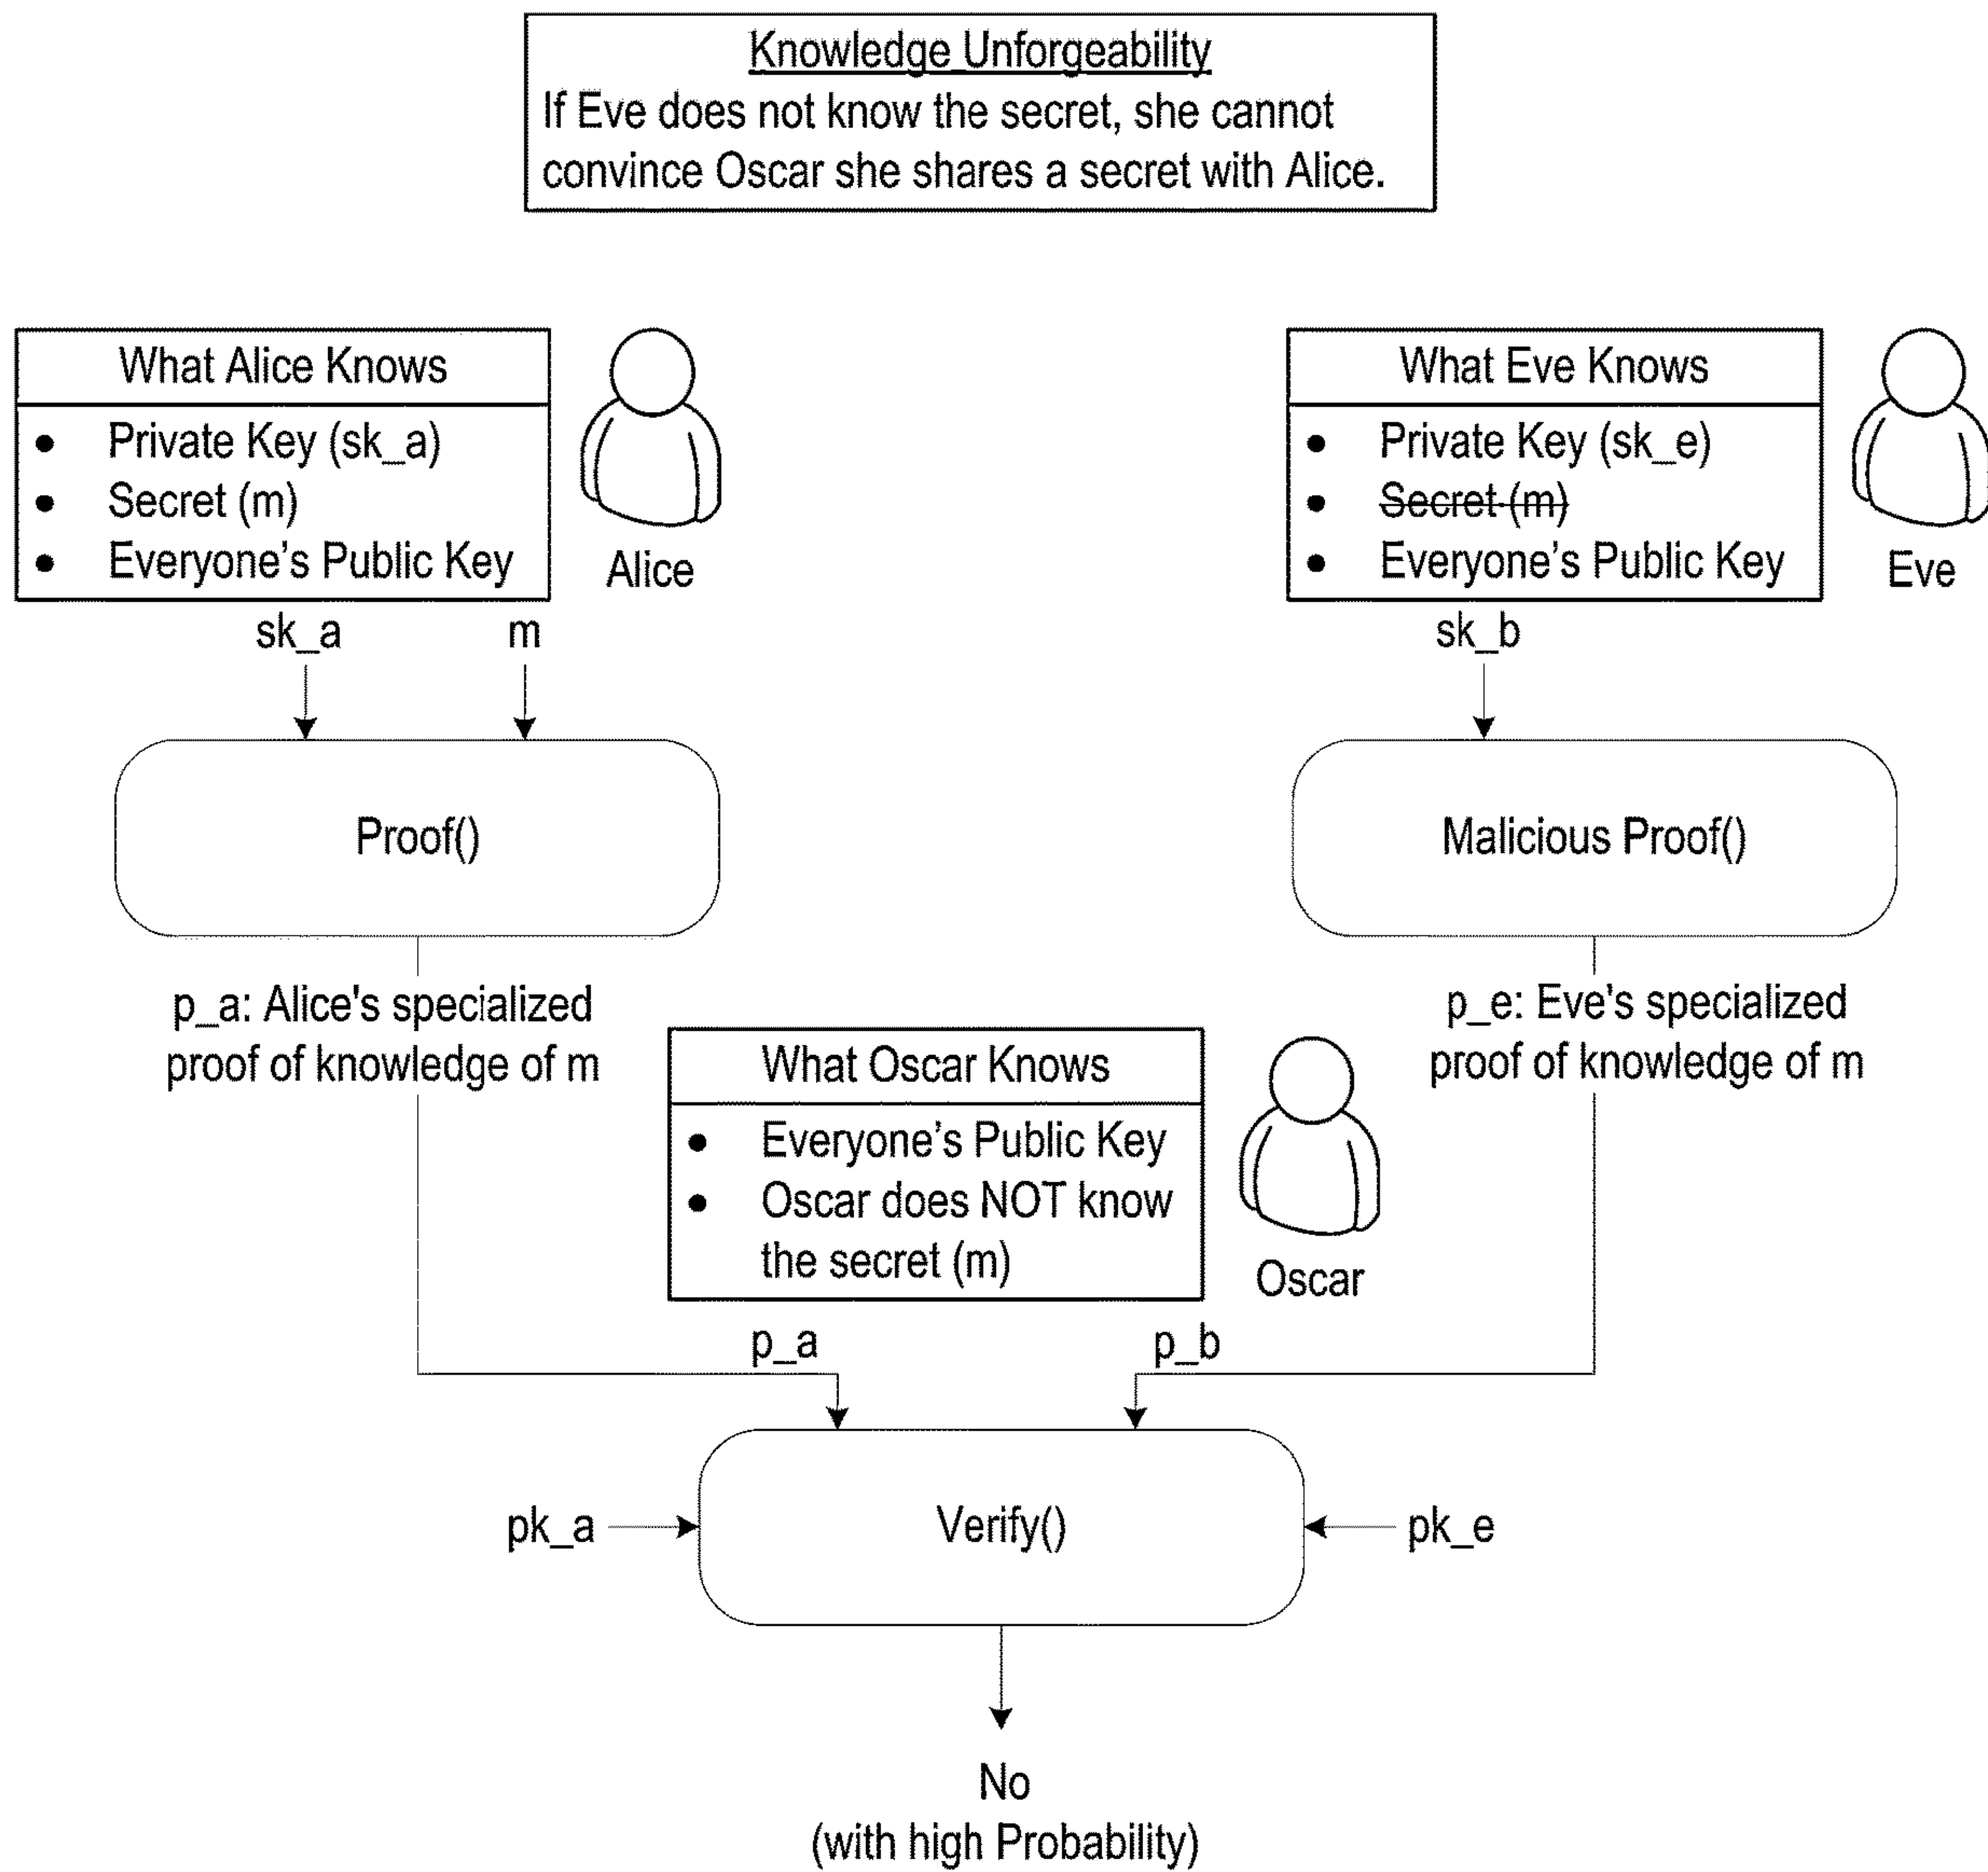 Knowledge Unforgeability
If Eve does not know the secret, she cannot
convince Oscar she shares a secret with Alice.
What Alice Knows
• Private Key (sk_a)
• Secret (m)
• Everyone's Public Key
Alice
What Eve Knows
• Private Key (sk_e)
• Secret (m)
• Everyone's Public Key
Eve
sk_a
m
sk_b
Proof()
Malicious Proof()
p_a: Alice's specialized
proof of knowledge of m
p_e: Eve's specialized
proof of knowledge of m
What Oscar Knows
• Everyone's Public Key
• Oscar does NOT know
the secret (m)
Oscar
p_a
p_b
pk_a
Verify()
pk_e
No
(with high Probability)